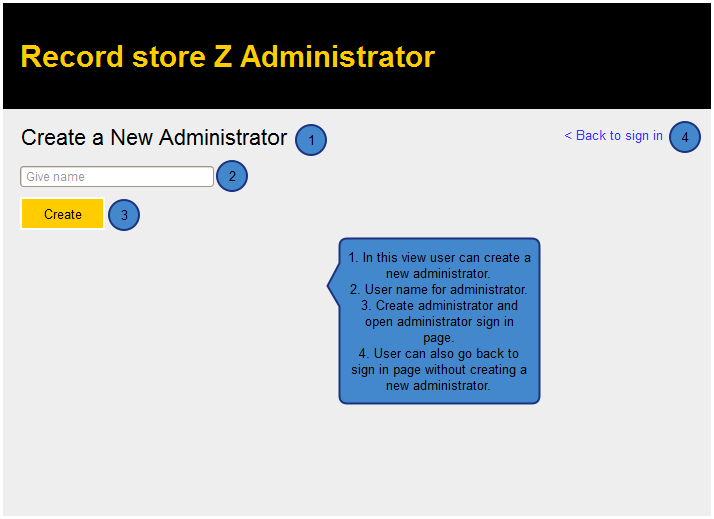 Record store Z Administrator
Create a New Administrator 1
< Back to sign in 4
Give name 2
Create 3
1. In this view user can create a
new administrator.
2. User name for administrator.
3. Create administrator and
open administrator sign in
page.
4. User can also go back to
sign in page without creating a
new administrator.